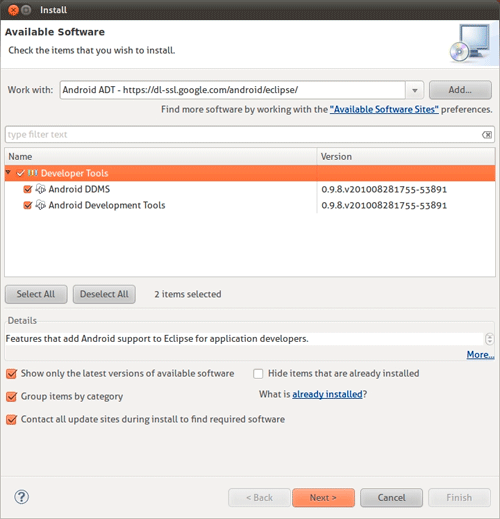 Install
Available Software
Check the items that you wish to install.
Work with: Android ADT - https://dl-ssl.google.com/android/eclipse/ Add...
Find more software by working with the "Available Software Sites" preferences.
type filter text
Name Version
Developer Tools
Android DDMS 0.9.8.v201008281755-53891
Android Development Tools 0.9.8.v201008281755-53891
Select All Deselect All 2 items selected
Details
Features that add Android support to Eclipse for application developers.
More...
Show only the latest versions of available software Hide items that are already installed
Group items by category What is already installed?
Contact all update sites during install to find required software
? < Back Next > Cancel Finish